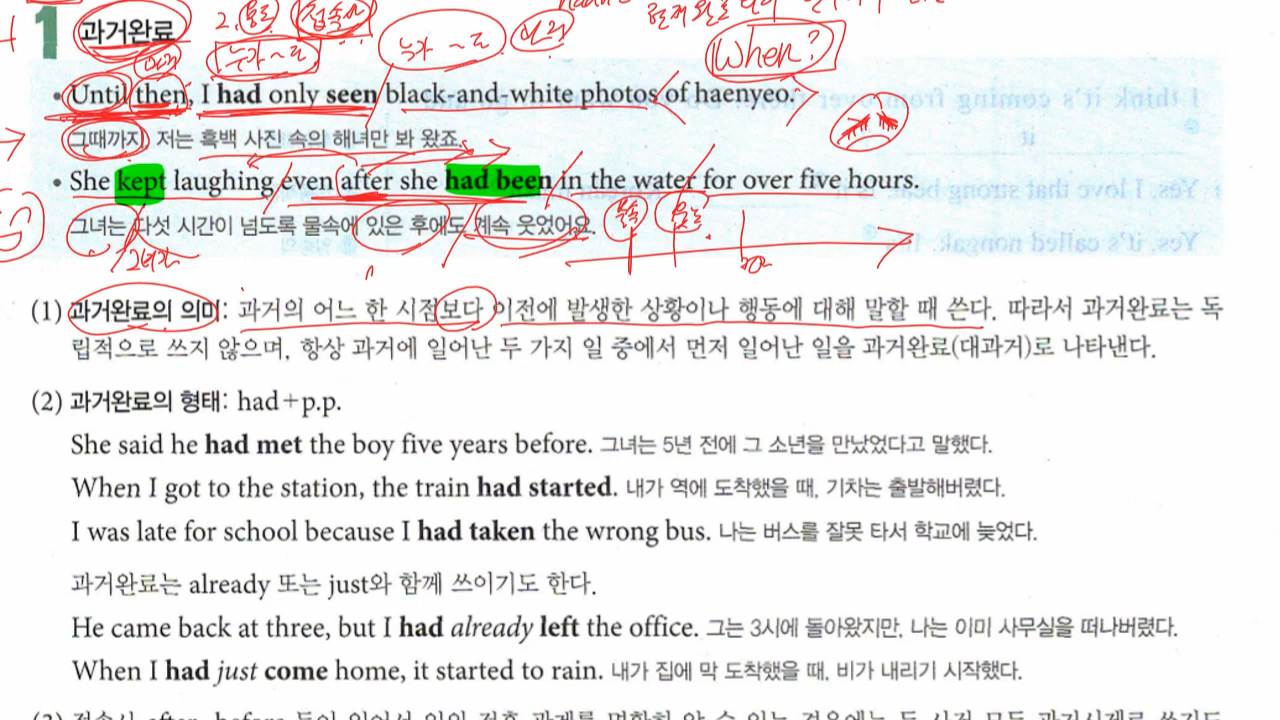 1 과거완료
2. 접속사
누가 ~로
누가 ~로
When?
• Until then, I had only seen black-and-white photos of haenyeo.
그때까지 저는 흑백 사진 속의 해녀만 봐 왔죠.
• She kept laughing even after she had been in the water for over five hours.
그녀는 다섯 시간이 넘도록 물속에 있은 후에도 계속 웃었어요.
물속
(1) 과거완료의 의미: 과거의 어느 한 시점보다 이전에 발생한 상황이나 행동에 대해 말할 때 쓴다. 따라서 과거완료는 독
립적으로 쓰지 않으며, 항상 과거에 일어난 두 가지 일 중에서 먼저 일어난 일을 과거완료(대과거)로 나타낸다.
(2) 과거완료의 형태: had+p.p.
She said he had met the boy five years before. 그녀는 5년 전에 그 소년을 만났었다고 말했다.
When I got to the station, the train had started. 내가 역에 도착했을 때, 기차는 출발해버렸다.
I was late for school because I had taken the wrong bus. 나는 버스를 잘못 타서 학교에 늦었다.
과거완료는 already 또는 just와 함께 쓰이기도 한다.
He came back at three, but I had already left the office. 그는 3시에 돌아왔지만, 나는 이미 사무실을 떠나버렸다.
When I had just come home, it started to rain. 내가 집에 막 도착했을 때, 비가 내리기 시작했다.